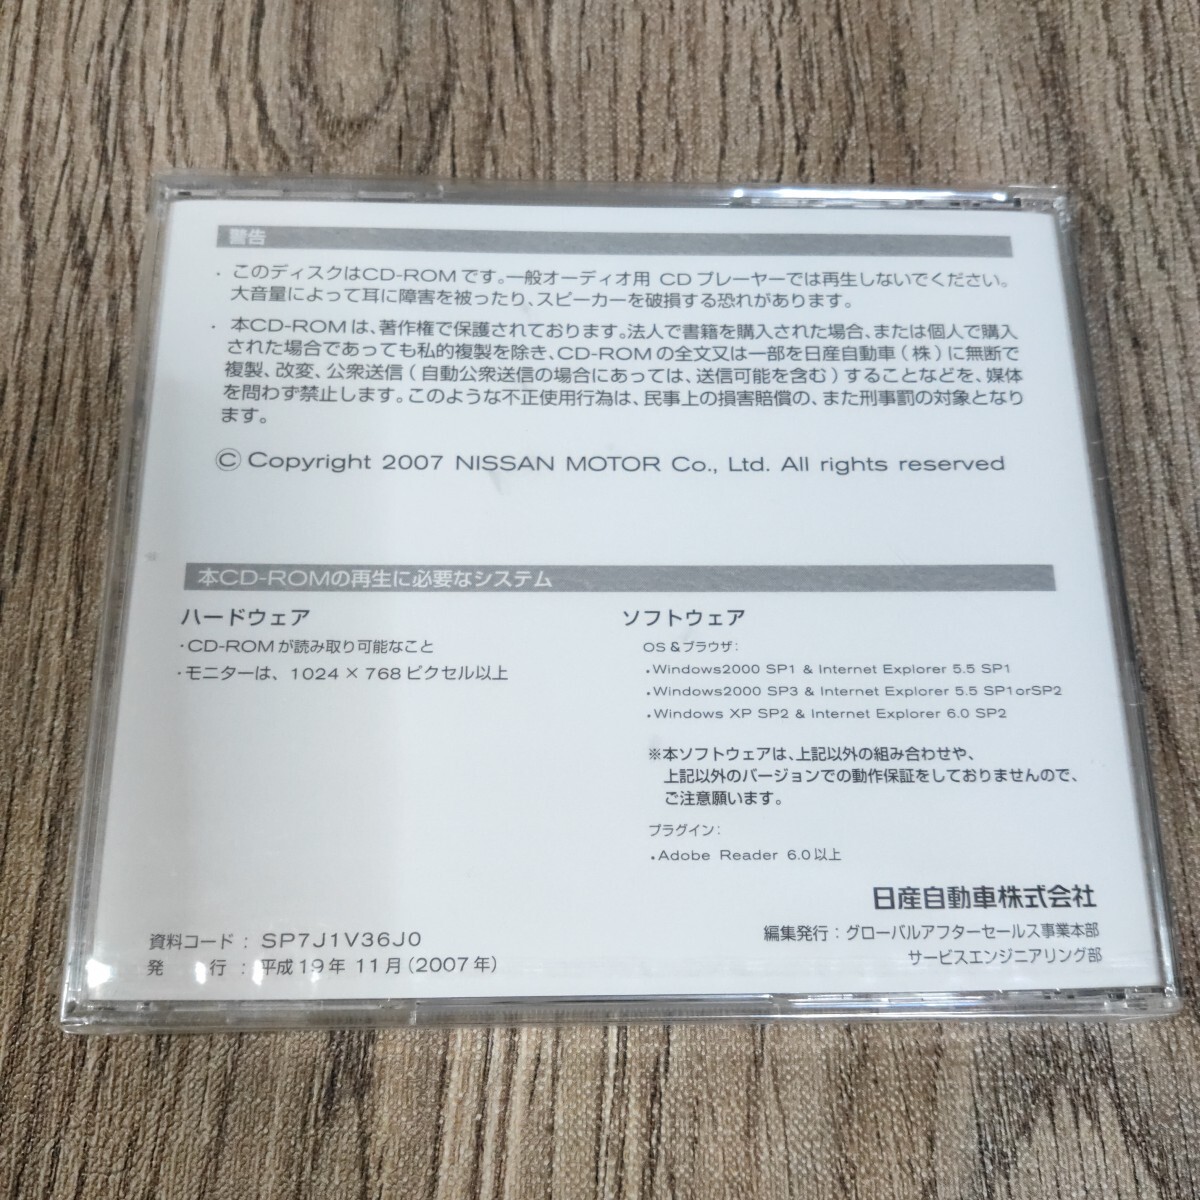 警告
・このディスクはCD-ROMです。一般オーディオ用 CD プレーヤーでは再生しないでください。
大音量によって耳に障害を被ったり、スピーカーを破損する恐れがあります。
・本CD-ROMは、著作権で保護されております。法人で書籍を購入された場合、または個人で購入
された場合であっても私的複製を除き、CD-ROMの全文又は一部を日産自動車(株)に無断で
複製、改変、公衆送信(自動公衆送信の場合にあっては、送信可能を含む)することなどを、媒体
を問わず禁止します。このような不正使用行為は、民事上の損害賠償の、また刑事罰の対象となり
ます。
© Copyright 2007 NISSAN MOTOR Co., Ltd. All rights reserved
本CD-ROMの再生に必要なシステム
ハードウェア
・CD-ROMが読み取り可能なこと
・モニターは、1024×768ピクセル以上
ソフトウェア
OS&ブラウザ:
・Windows2000 SP1 & Internet Explorer 5.5 SP1
・Windows2000 SP3 & Internet Explorer 5.5 SP1orSP2
・Windows XP SP2 & Internet Explorer 6.0 SP2
※本ソフトウェアは、上記以外の組み合わせや、
上記以外のバージョンでの動作保証をしておりませんので、
ご注意願います。
プラグイン:
・Adobe Reader 6.0以上
日産自動車株式会社
編集発行:グローバルアフターセールス事業本部
サービスエンジニアリング部
資料コード:SP7J1V36J0
発 行:平成19年11月(2007年)